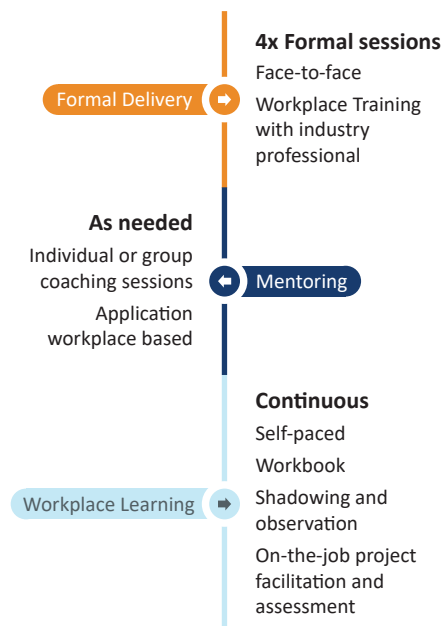 4x Formal sessions
Face-to-face
Formal Delivery
Workplace Training
with industry
professional
As needed
Individual or group
coaching sessions
Mentoring
Application
workplace based
Continuous
Self-paced
Workbook
Workplace Learning
Shadowing and
observation
On-the-job project
facilitation and
assessment